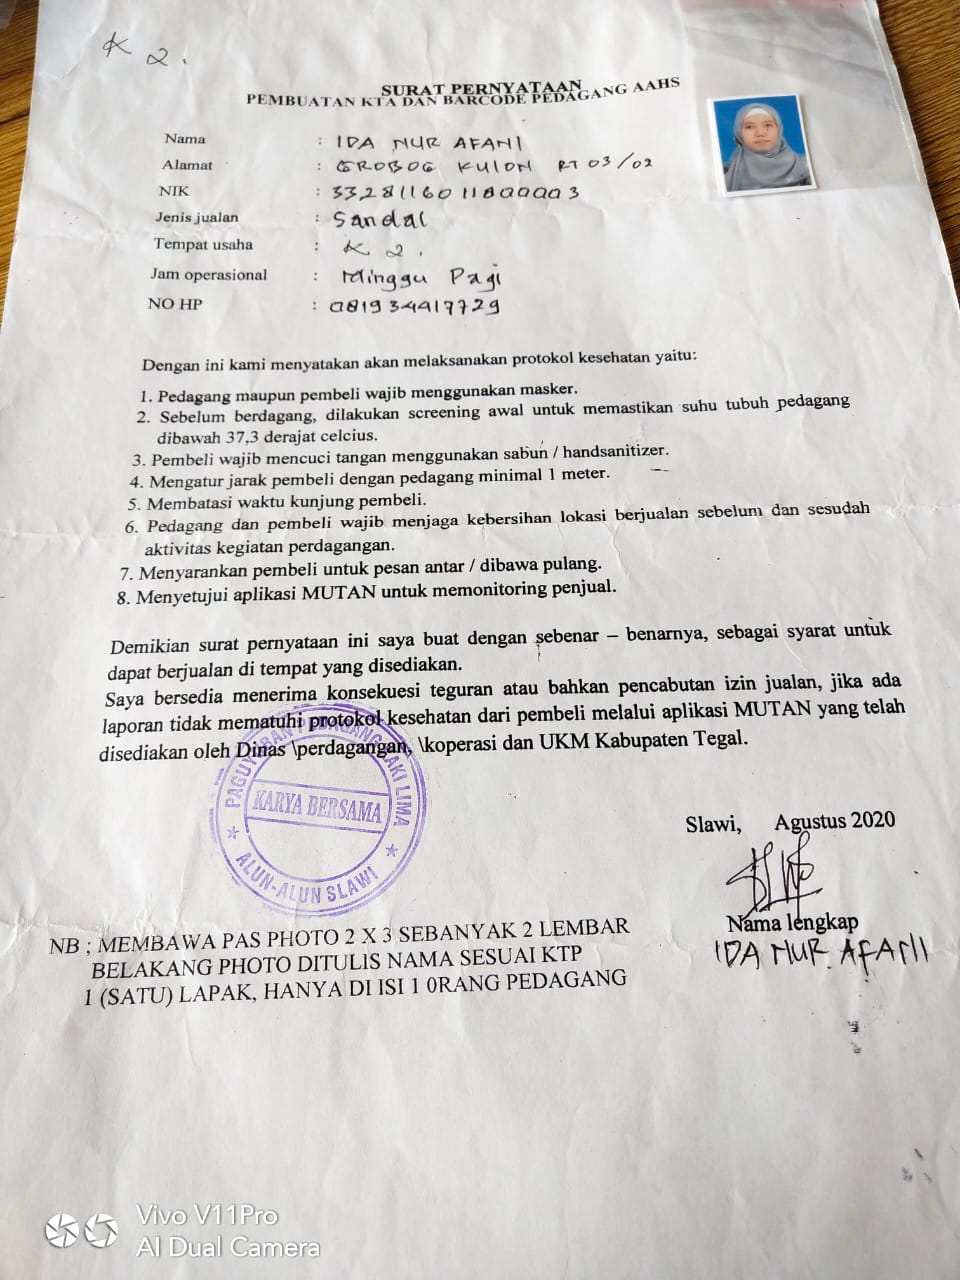 K 2.
SURAT PERNYATAAN
PEMBUATAN KTA DAN BARCODE PEDAGANG AAHS
Nama : IDA NUR AFANI
Alamat : GROBOG KULON RT 03/02
NIK : 3328116011800003
Jenis jualan : Sandal
Tempat usaha : K 2.
Jam operasional : Minggu Pagi
NO HP : 081934417729
Dengan ini kami menyatakan akan melaksanakan protokol kesehatan yaitu:
1. Pedagang maupun pembeli wajib menggunakan masker.
2. Sebelum berdagang, dilakukan screening awal untuk memastikan suhu tubuh pedagang
dibawah 37,3 derajat celcius.
3. Pembeli wajib mencuci tangan menggunakan sabun / handsanitizer.
4. Mengatur jarak pembeli dengan pedagang minimal 1 meter.
5. Membatasi waktu kunjung pembeli.
6. Pedagang dan pembeli wajib menjaga kebersihan lokasi berjualan sebelum dan sesudah
aktivitas kegiatan perdagangan.
7. Menyarankan pembeli untuk pesan antar / dibawa pulang.
8. Menyetujui aplikasi MUTAN untuk memonitoring penjual.
Demikian surat pernyataan ini saya buat dengan sebenar – benarnya, sebagai syarat untuk
dapat berjualan di tempat yang disediakan.
Saya bersedia menerima konsekuesi teguran atau bahkan pencabutan izin jualan, jika ada
laporan tidak mematuhi protokol kesehatan dari pembeli melalui aplikasi MUTAN yang telah
disediakan oleh Dinas \perdagangan, \koperasi dan UKM Kabupaten Tegal.
PAGUYUBAN PEDAGANG KAKI LIMA
KARYA BERSAMA
ALUN-ALUN SLAWI
Slawi, Agustus 2020
Nama lengkap
IDA NUR. AFANI
NB ; MEMBAWA PAS PHOTO 2 X 3 SEBANYAK 2 LEMBAR
BELAKANG PHOTO DITULIS NAMA SESUAI KTP
1 (SATU) LAPAK, HANYA DI ISI 1 0RANG PEDAGANG
Vivo V11Pro
AI Dual Camera